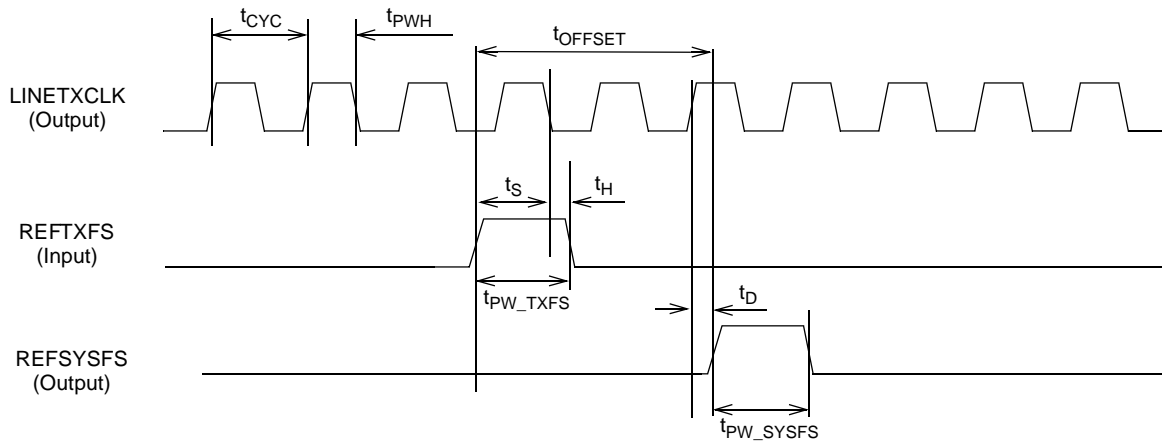 tCYC
tPWH
tOFFSET
LINETXCLK
(Output)
tS
tH
REFTXFS
(Input)
tPW_TXFS
tD
REFSYSFS
(Output)
tPW_SYSFS